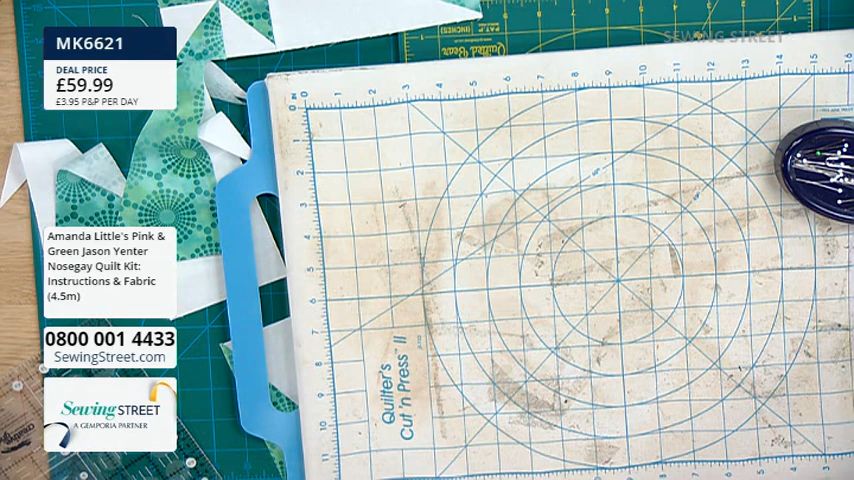 MK6621
DEAL PRICE
£59.99
£3.95 P&P PER DAY
Amanda Little's Pink &
Green Jason Yenter
Nosegay Quilt Kit:
Instructions & Fabric
(4.5m)
0800 001 4433
SewingStreet.com
Sewing STREET
A GEMPORIA PARTNER
SEWING STREET
Quilter's
Cut 'n Press II